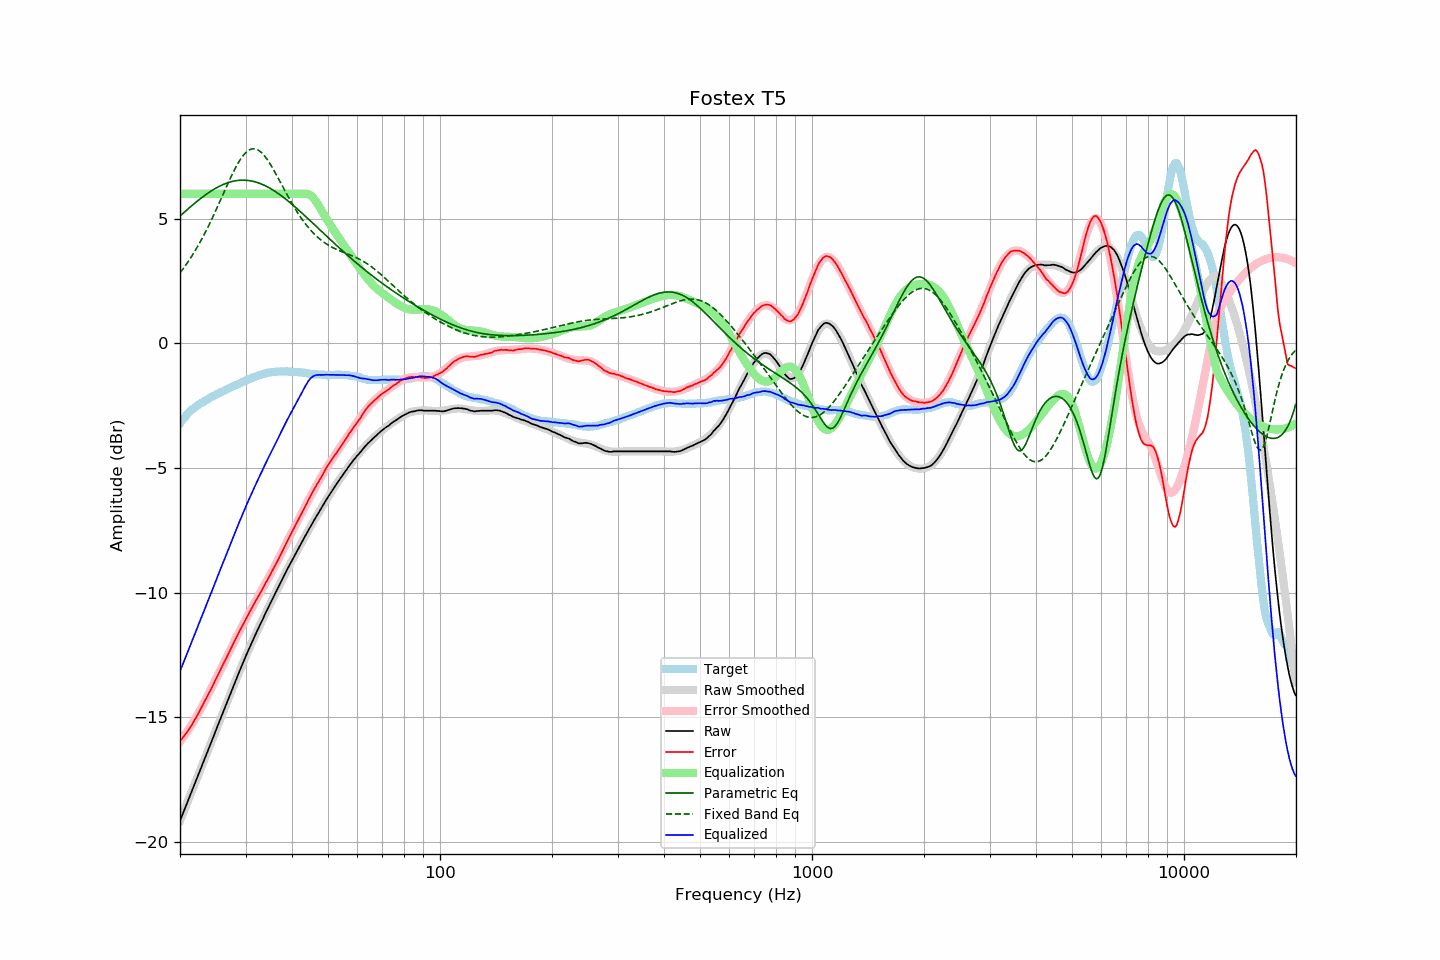 Fostex T5
Amplitude (dBr)
5
0
−5
−10
−15
−20
100
1000
10000
Frequency (Hz)
Target
Raw Smoothed
Error Smoothed
Raw
Error
Equalization
Parametric Eq
Fixed Band Eq
Equalized